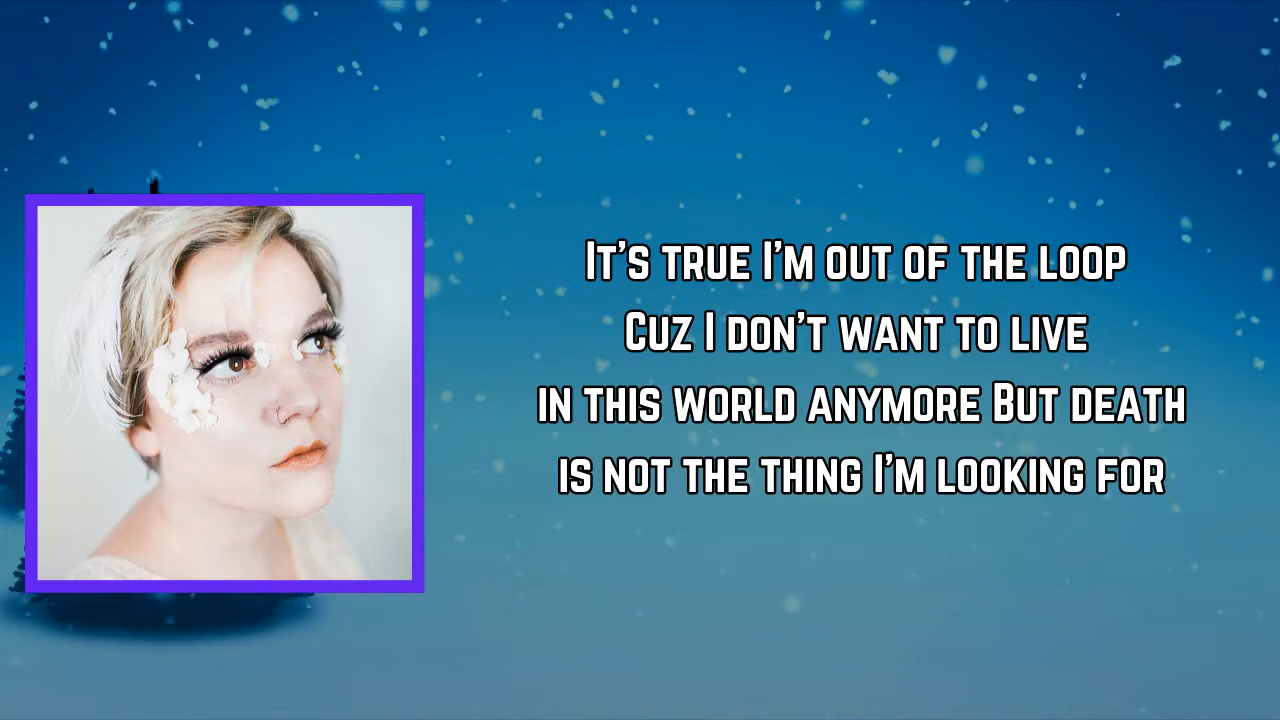 It's true I'm out of the loop
Cuz I don't want to live
in this world anymore But death
is not the thing I'm looking for